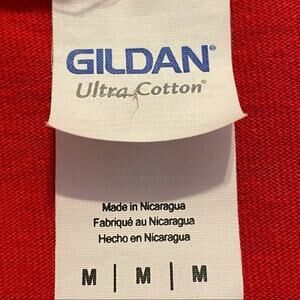 GILDAN®
Ultra Cotton®
Made in Nicaragua
Fabriqué au Nicaragua
Hecho en Nicaragua
M | M | M